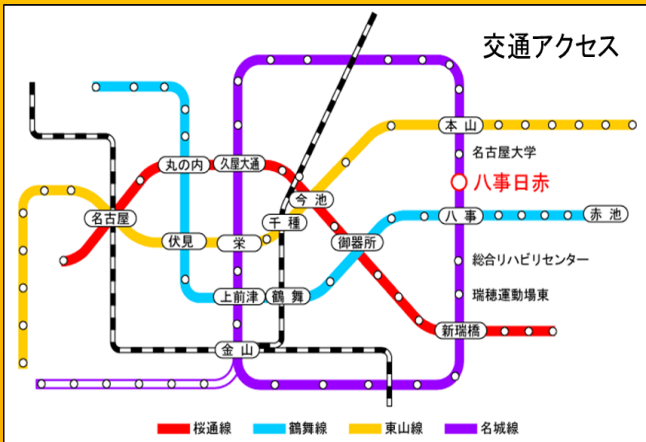 交通アクセス
本山
名古屋大学
丸の内
久屋大通
八事日赤
今池
名古屋
千種
八事
赤池
伏見
栄
御器所
総合リハビリセンター
上前津
鶴舞
瑞穂運動場東
新瑞橋
金山
桜通線
鶴舞線
東山線
名城線